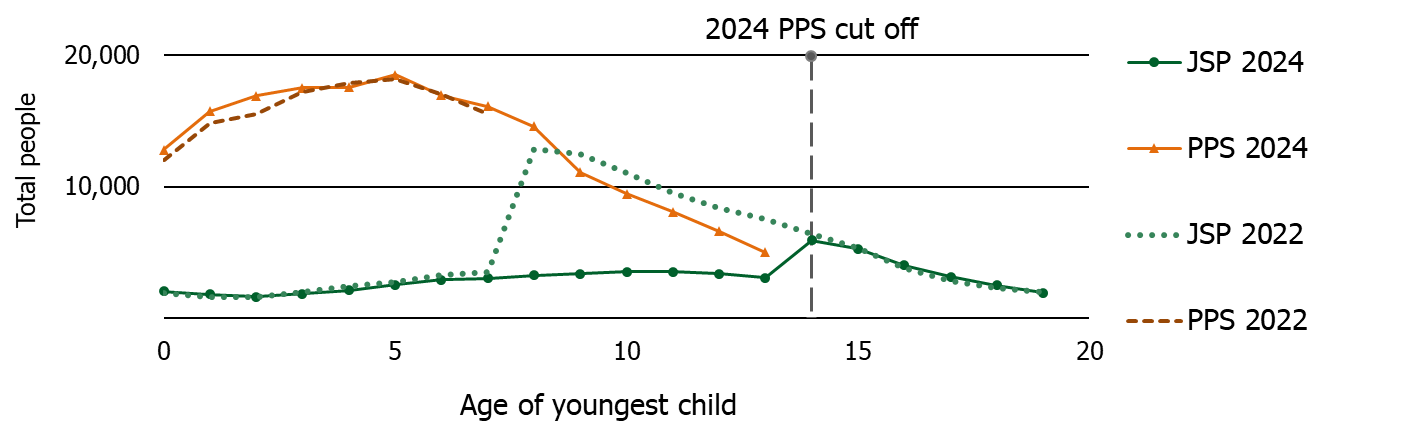 2024 PPS cut off
20,000
10,000
Total people
0
5
10
15
20
Age of youngest child
JSP 2024
PPS 2024
JSP 2022
PPS 2022